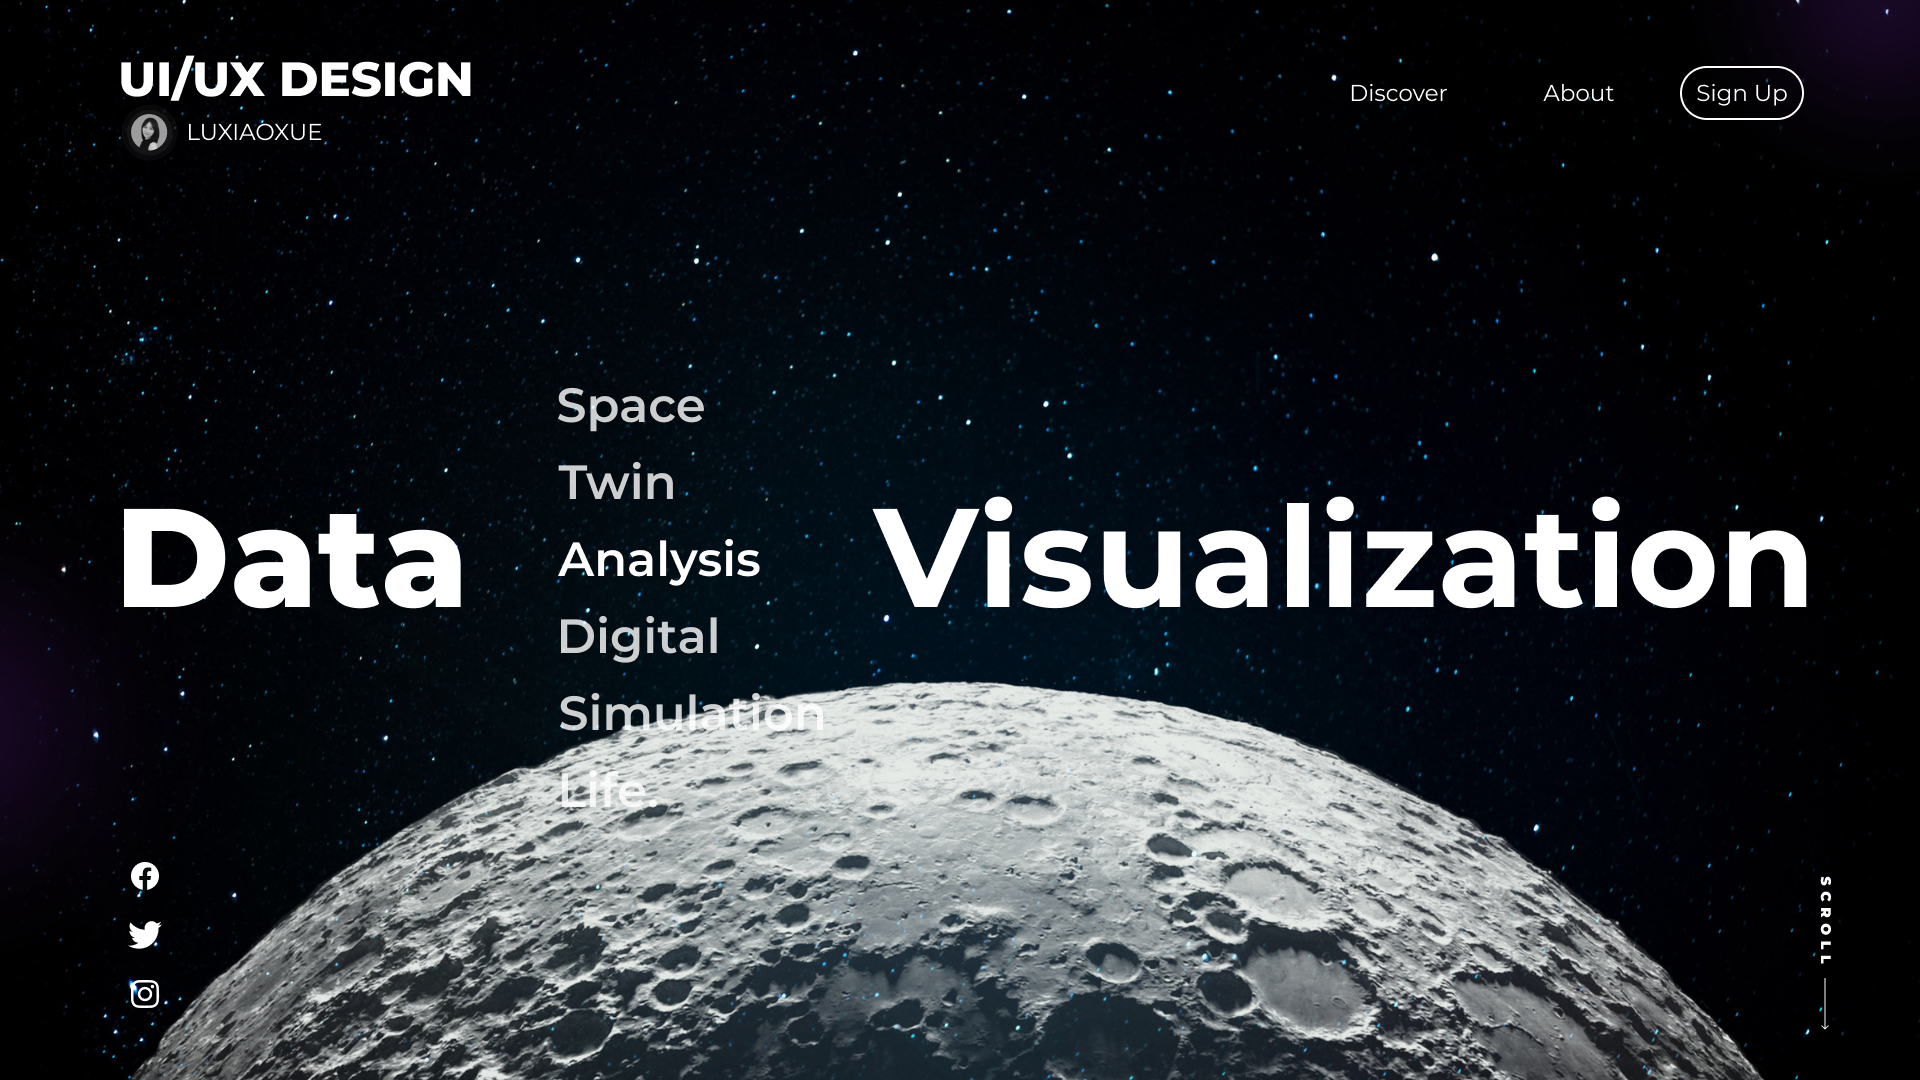 UI/UX DESIGN
LUXIAOXUE
Discover
About
Sign Up
Space
Twin
Data
Analysis
Visualization
Digital
Simulation
Life.
SCROLL